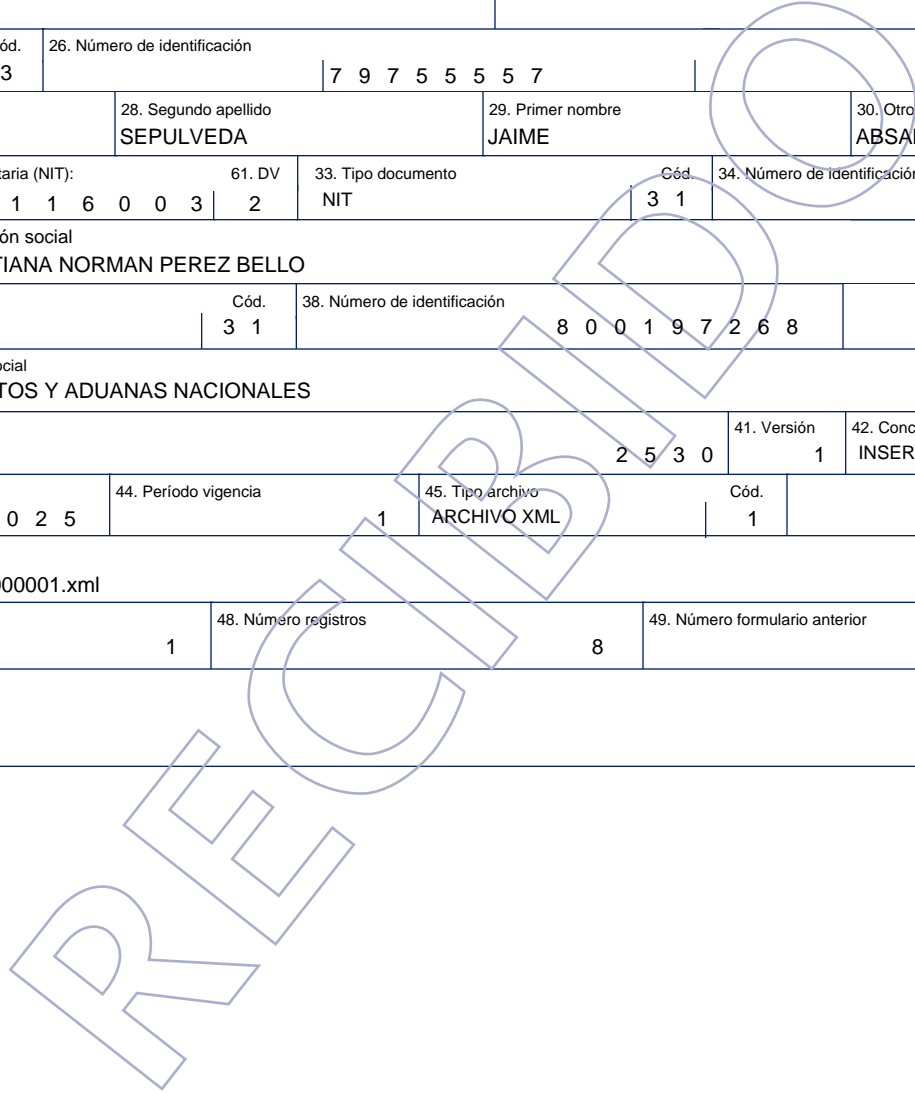 ód. 26. Número de identificación
3 7 9 7 5 5 5 5 7
28. Segundo apellido 29. Primer nombre 30. Otro
SEPULVEDA JAIME ABSA
taria (NIT): 61. DV 33. Tipo documento Cód. 34. Número de identificación
1 1 6 0 0 3 2 NIT 3 1
ón social
TIANA NORMAN PEREZ BELLO
Cód. 38. Número de identificación
3 1 8 0 0 1 9 7 2 6 8
ocial
TOS Y ADUANAS NACIONALES
41. Versión 42. Conc
2 5 3 0 1 INSER
44. Período vigencia 45. Tipo archivo Cód.
0 2 5 1 ARCHIVO XML 1
000001.xml
48. Número registros 49. Número formulario anterior
1 8
RECIBIDO